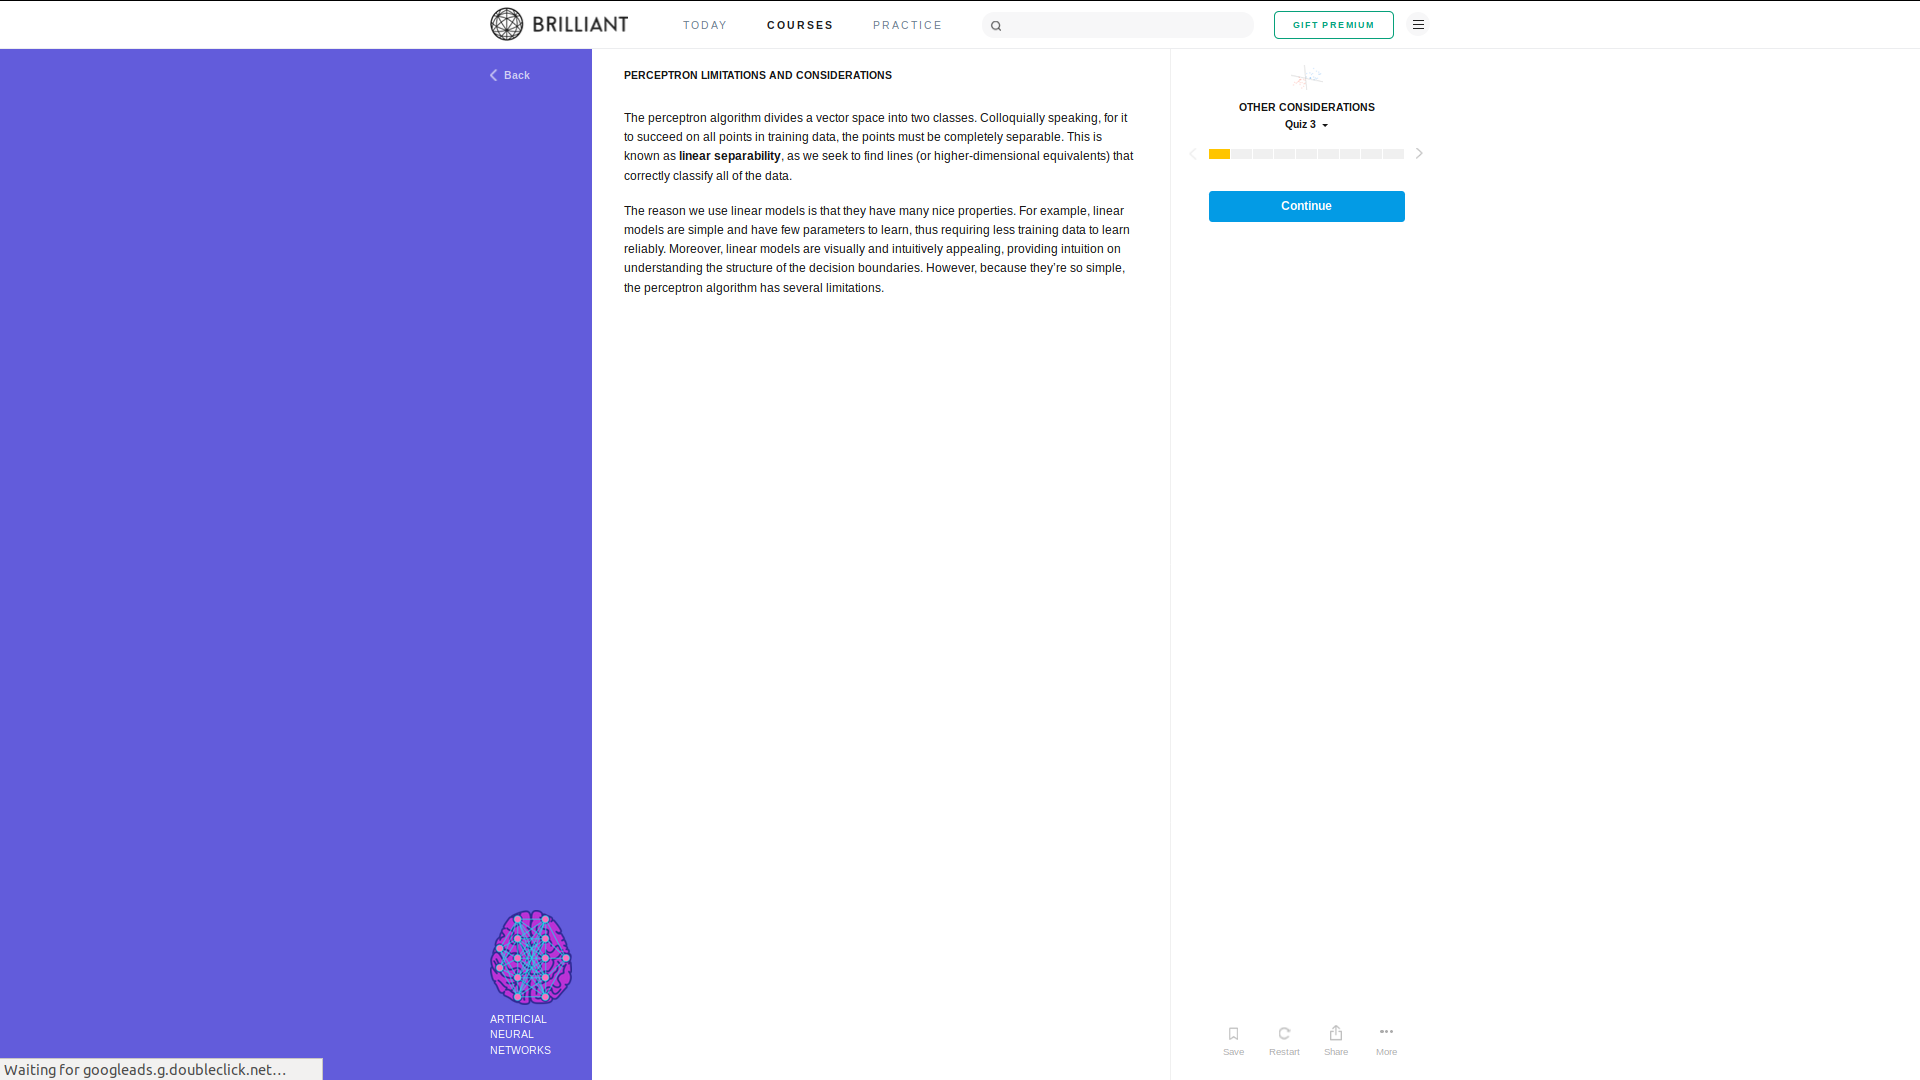 BRILLIANT
TODAY
COURSES
PRACTICE
GIFT PREMIUM
Back
PERCEPTRON LIMITATIONS AND CONSIDERATIONS
The perceptron algorithm divides a vector space into two classes. Colloquially speaking, for it
to succeed on all points in training data, the points must be completely separable. This is
known as linear separability, as we seek to find lines (or higher-dimensional equivalents) that
correctly classify all of the data.
The reason we use linear models is that they have many nice properties. For example, linear
models are simple and have few parameters to learn, thus requiring less training data to learn
reliably. Moreover, linear models are visually and intuitively appealing, providing intuition on
understanding the structure of the decision boundaries. However, because they're so simple,
the perceptron algorithm has several limitations.
OTHER CONSIDERATIONS
Quiz 3
Continue
ARTIFICIAL
NEURAL
NETWORKS
Save
Restart
Share
More
Waiting for googleads.g.doubleclick.net…